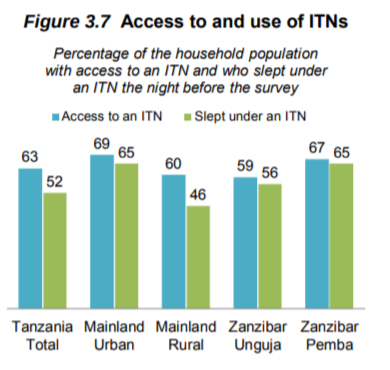 Figure 3.7 Access to and use of ITNs
Percentage of the household population
with access to an ITN and who slept under
an ITN the night before the survey
Access to an ITN Slept under an ITN
63 52 69 65 60 46 59 56 67 65
Tanzania Mainland Mainland Zanzibar Zanzibar
Total Urban Rural Unguja Pemba